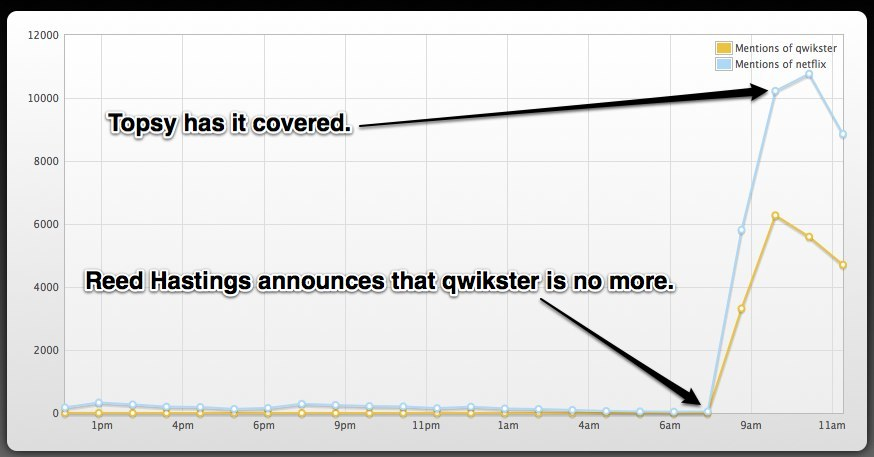 12000
Mentions of qwikster
Mentions of netflix
10000
Topsy has it covered.
8000
6000
Reed Hastings announces that qwikster is no more.
4000
2000
0
1pm 4pm 6pm 9pm 11pm 1am 4am 6am 9am 11am